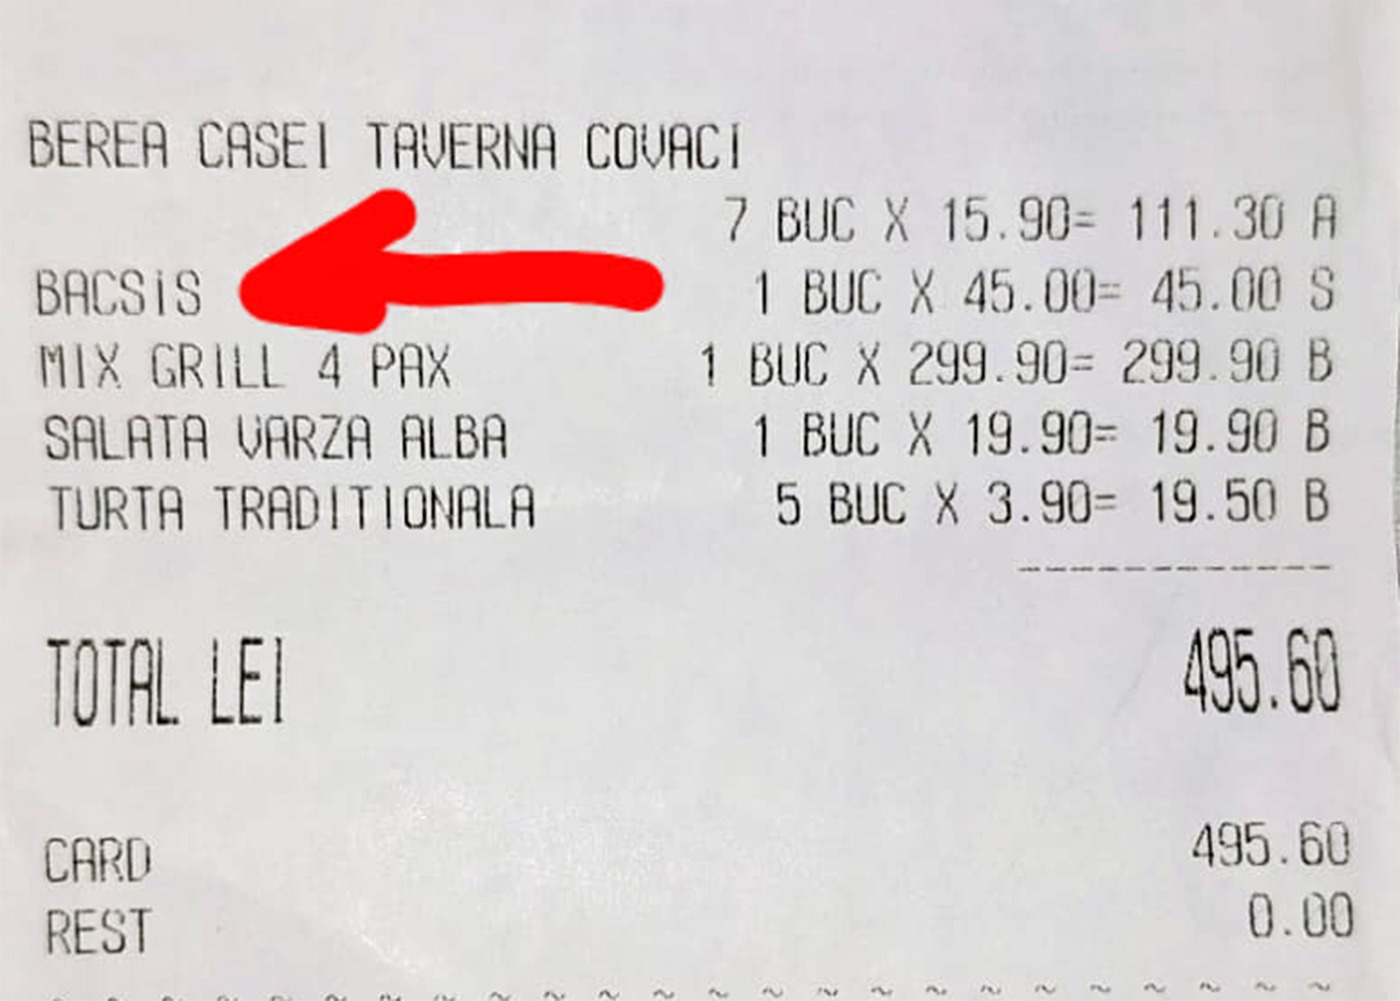 BEREA CASEI TAVERNA COVACI
7 BUC X 15.90= 111.30 A
BACSiS 1 BUC X 45.00= 45.00 S
MIX GRILL 4 PAX 1 BUC X 299.90= 299.90 B
SALATA VARZA ALBA 1 BUC X 19.90= 19.90 B
TURTA TRADITIONALA 5 BUC X 3.90= 19.50 B
------------
TOTAL LEI 495.60
CARD 495.60
REST 0.00